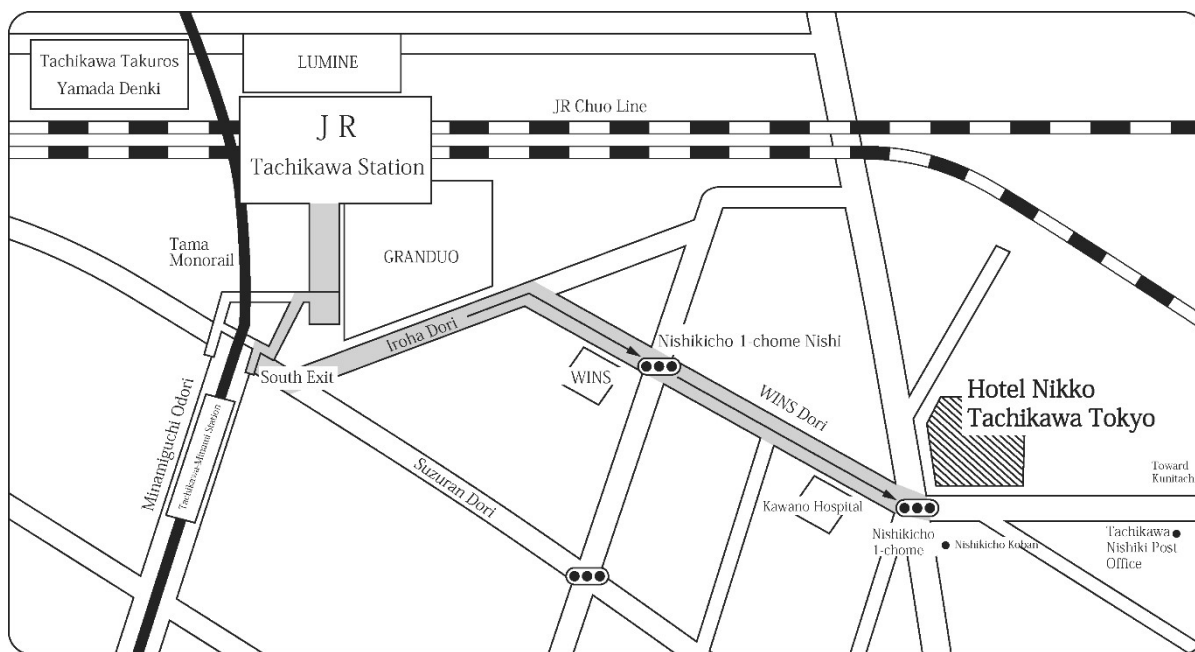 Tachikawa Takuros
Yamada Denki
LUMINE
J R
Tachikawa Station
JR Chuo Line
Tama
Monorail
GRANDUO
Iroha Dori
South Exit
Nishikicho 1-chome Nishi
WINS
WINS Dori
Hotel Nikko
Tachikawa Tokyo
Minamiguchi Odori
Tachikawa-Minami Station
Suzuran Dori
Kawano Hospital
Toward
Kunitachi
Nishikicho
1-chome
Nishikicho Koban
Tachikawa
Nishiki Post
Office